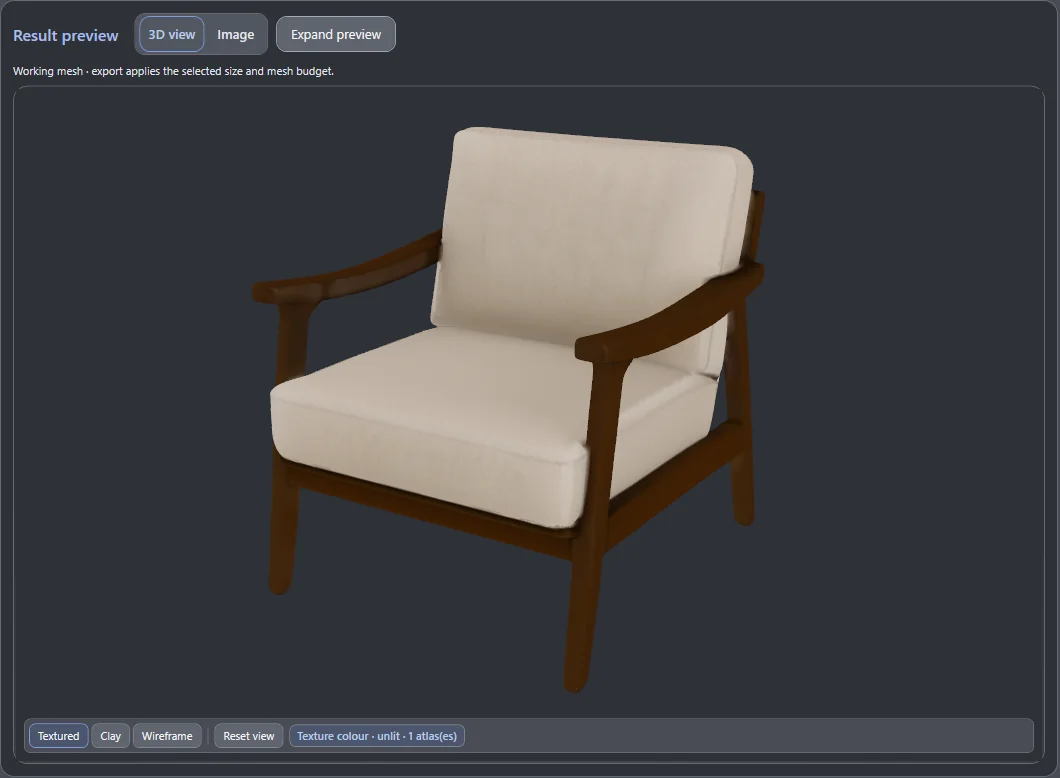 Result preview 3D view Image Expand preview
Working mesh · export applies the selected size and mesh budget.
Textured Clay Wireframe Reset view Texture colour · unlit · 1 atlas(es)